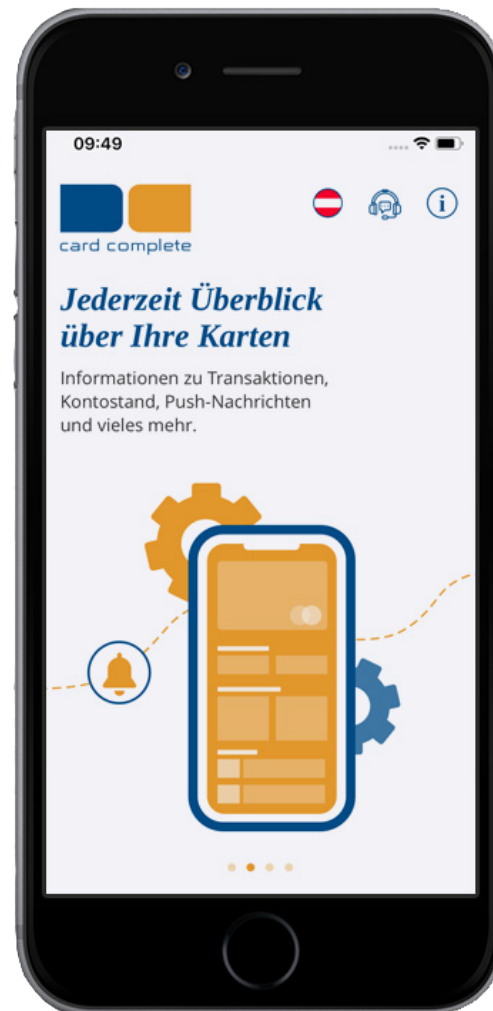 09:49
card complete
i
Jederzeit Überblick
über Ihre Karten
Informationen zu Transaktionen,
Kontostand, Push-Nachrichten
und vieles mehr.